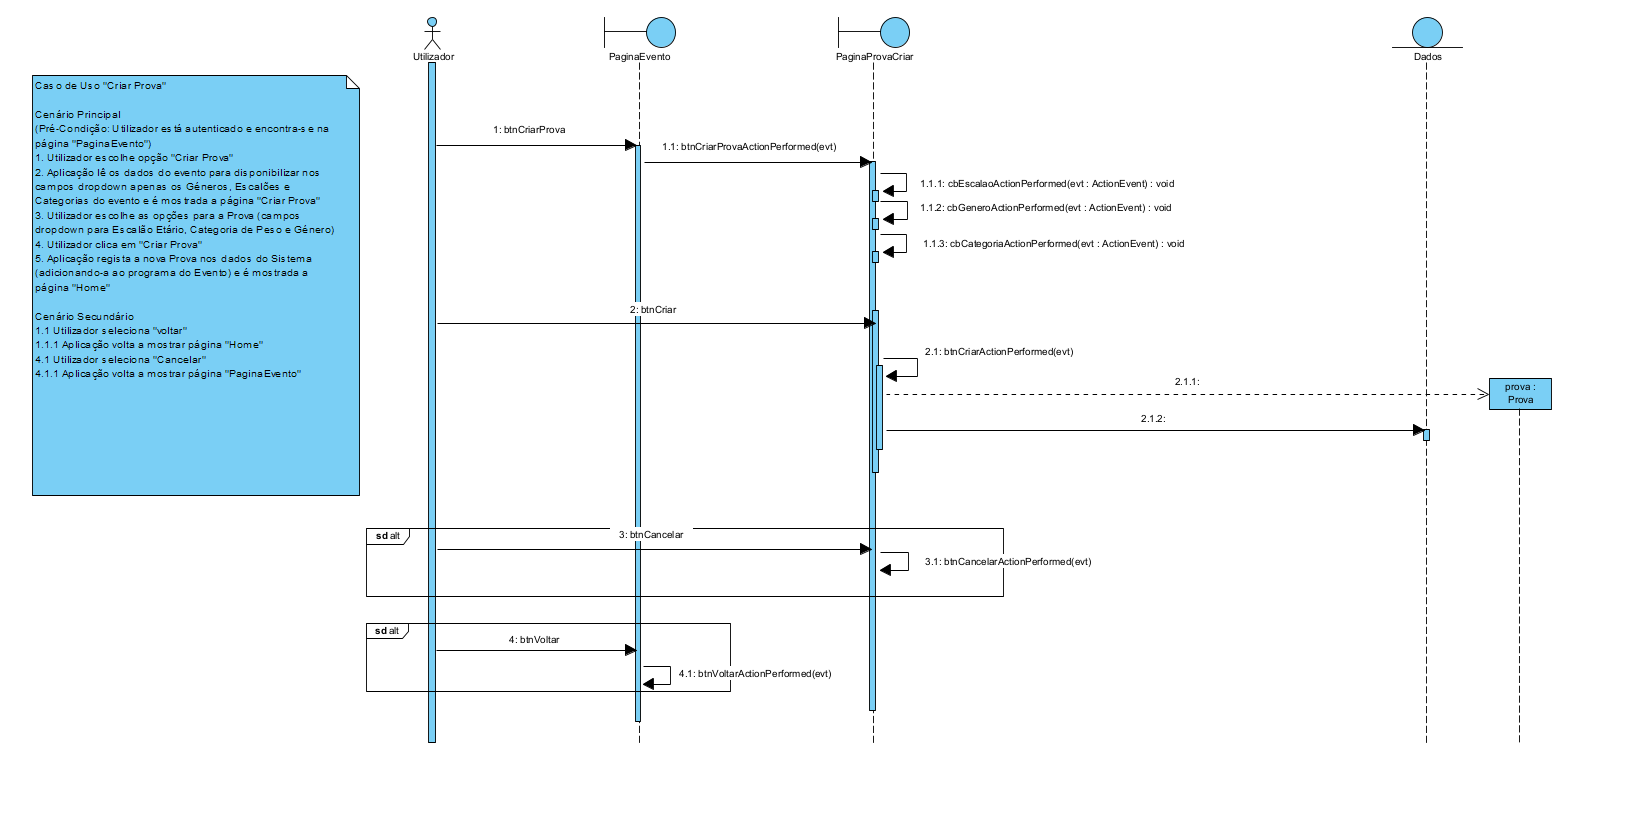 Utilizador
PaginaEvento
PaginaProvaCriar
Dados
Caso de Uso "Criar Prova"
Cenário Principal
(Pré-Condição: Utilizador está autenticado e encontra-se na
página "PaginaEvento")
1. Utilizador escolhe opção "Criar Prova"
2. Aplicação lê os dados do evento para disponibilizar nos
campos dropdown apenas os Géneros, Escalões e
Categorias do evento e é mostrada a página "Criar Prova"
3. Utilizador escolhe as opções para a Prova (campos
dropdown para Escalão Etário, Categoria de Peso e Género)
4. Utilizador clica em "Criar Prova"
5. Aplicação regista a nova Prova nos dados do Sistema
(adicionando-a ao programa do Evento) e é mostrada a
página "Home"
Cenário Secundário
1.1 Utilizador seleciona "voltar"
1.1.1 Aplicação volta a mostrar página "Home"
4.1 Utilizador seleciona "Cancelar"
4.1.1 Aplicação volta a mostrar página "PaginaEvento"
1: btnCriarProva
1.1: btnCriarProvaActionPerformed(evt)
1.1.1: cbEscalaoActionPerformed(evt : ActionEvent) : void
1.1.2: cbGeneroActionPerformed(evt : ActionEvent) : void
1.1.3: cbCategoriaActionPerformed(evt : ActionEvent) : void
2: btnCriar
2.1: btnCriarActionPerformed(evt)
2.1.1:
prova :
Prova
2.1.2:
sd alt
3: btnCancelar
3.1: btnCancelarActionPerformed(evt)
sd alt
4: btnVoltar
4.1: btnVoltarActionPerformed(evt)